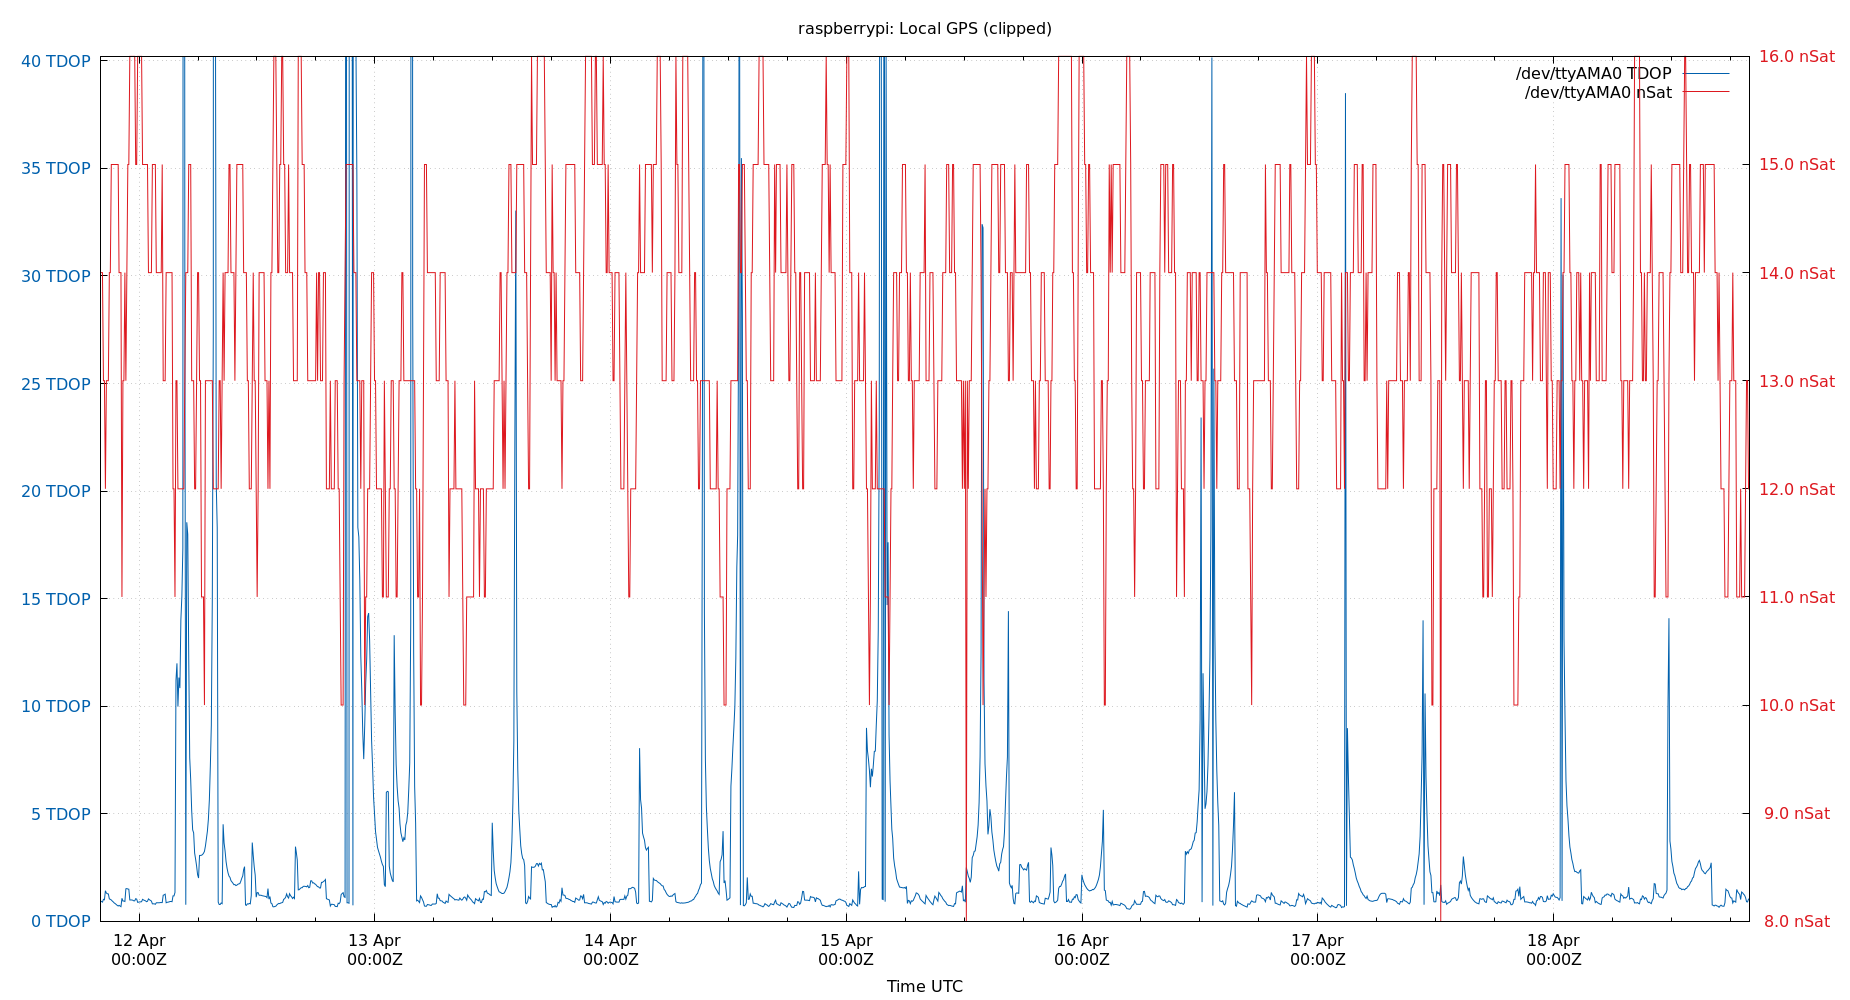 raspberrypi: Local GPS (clipped)
/dev/ttyAMA0 TDOP
/dev/ttyAMA0 nSat
40 TDOP
35 TDOP
30 TDOP
25 TDOP
20 TDOP
15 TDOP
10 TDOP
5 TDOP
0 TDOP
16.0 nSat
15.0 nSat
14.0 nSat
13.0 nSat
12.0 nSat
11.0 nSat
10.0 nSat
9.0 nSat
8.0 nSat
12 Apr
00:00Z
13 Apr
00:00Z
14 Apr
00:00Z
15 Apr
00:00Z
16 Apr
00:00Z
17 Apr
00:00Z
18 Apr
00:00Z
Time UTC